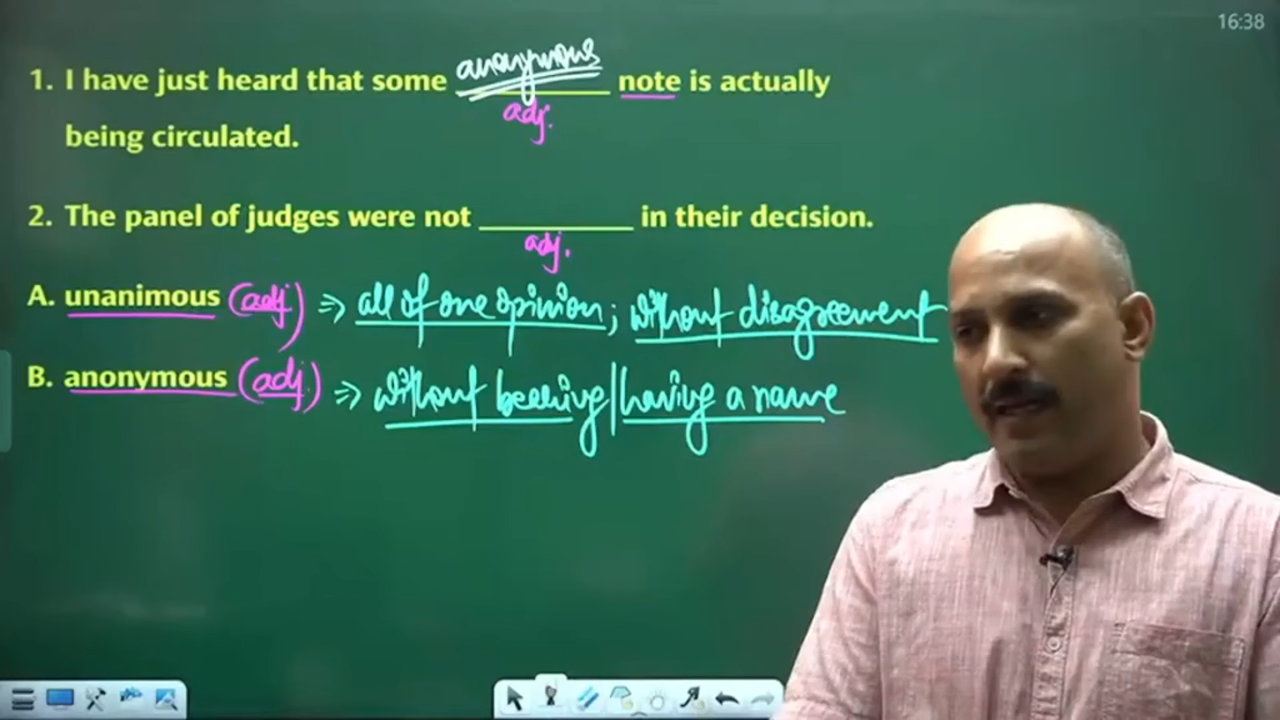 16:38
anonymous
1. I have just heard that some ________ note is actually
adj.
being circulated.
2. The panel of judges were not ________ in their decision.
adj.
A. unanimous (adj) ⇒ all of one opinion; without disagreement
B. anonymous (adj.) ⇒ without bearing/having a name